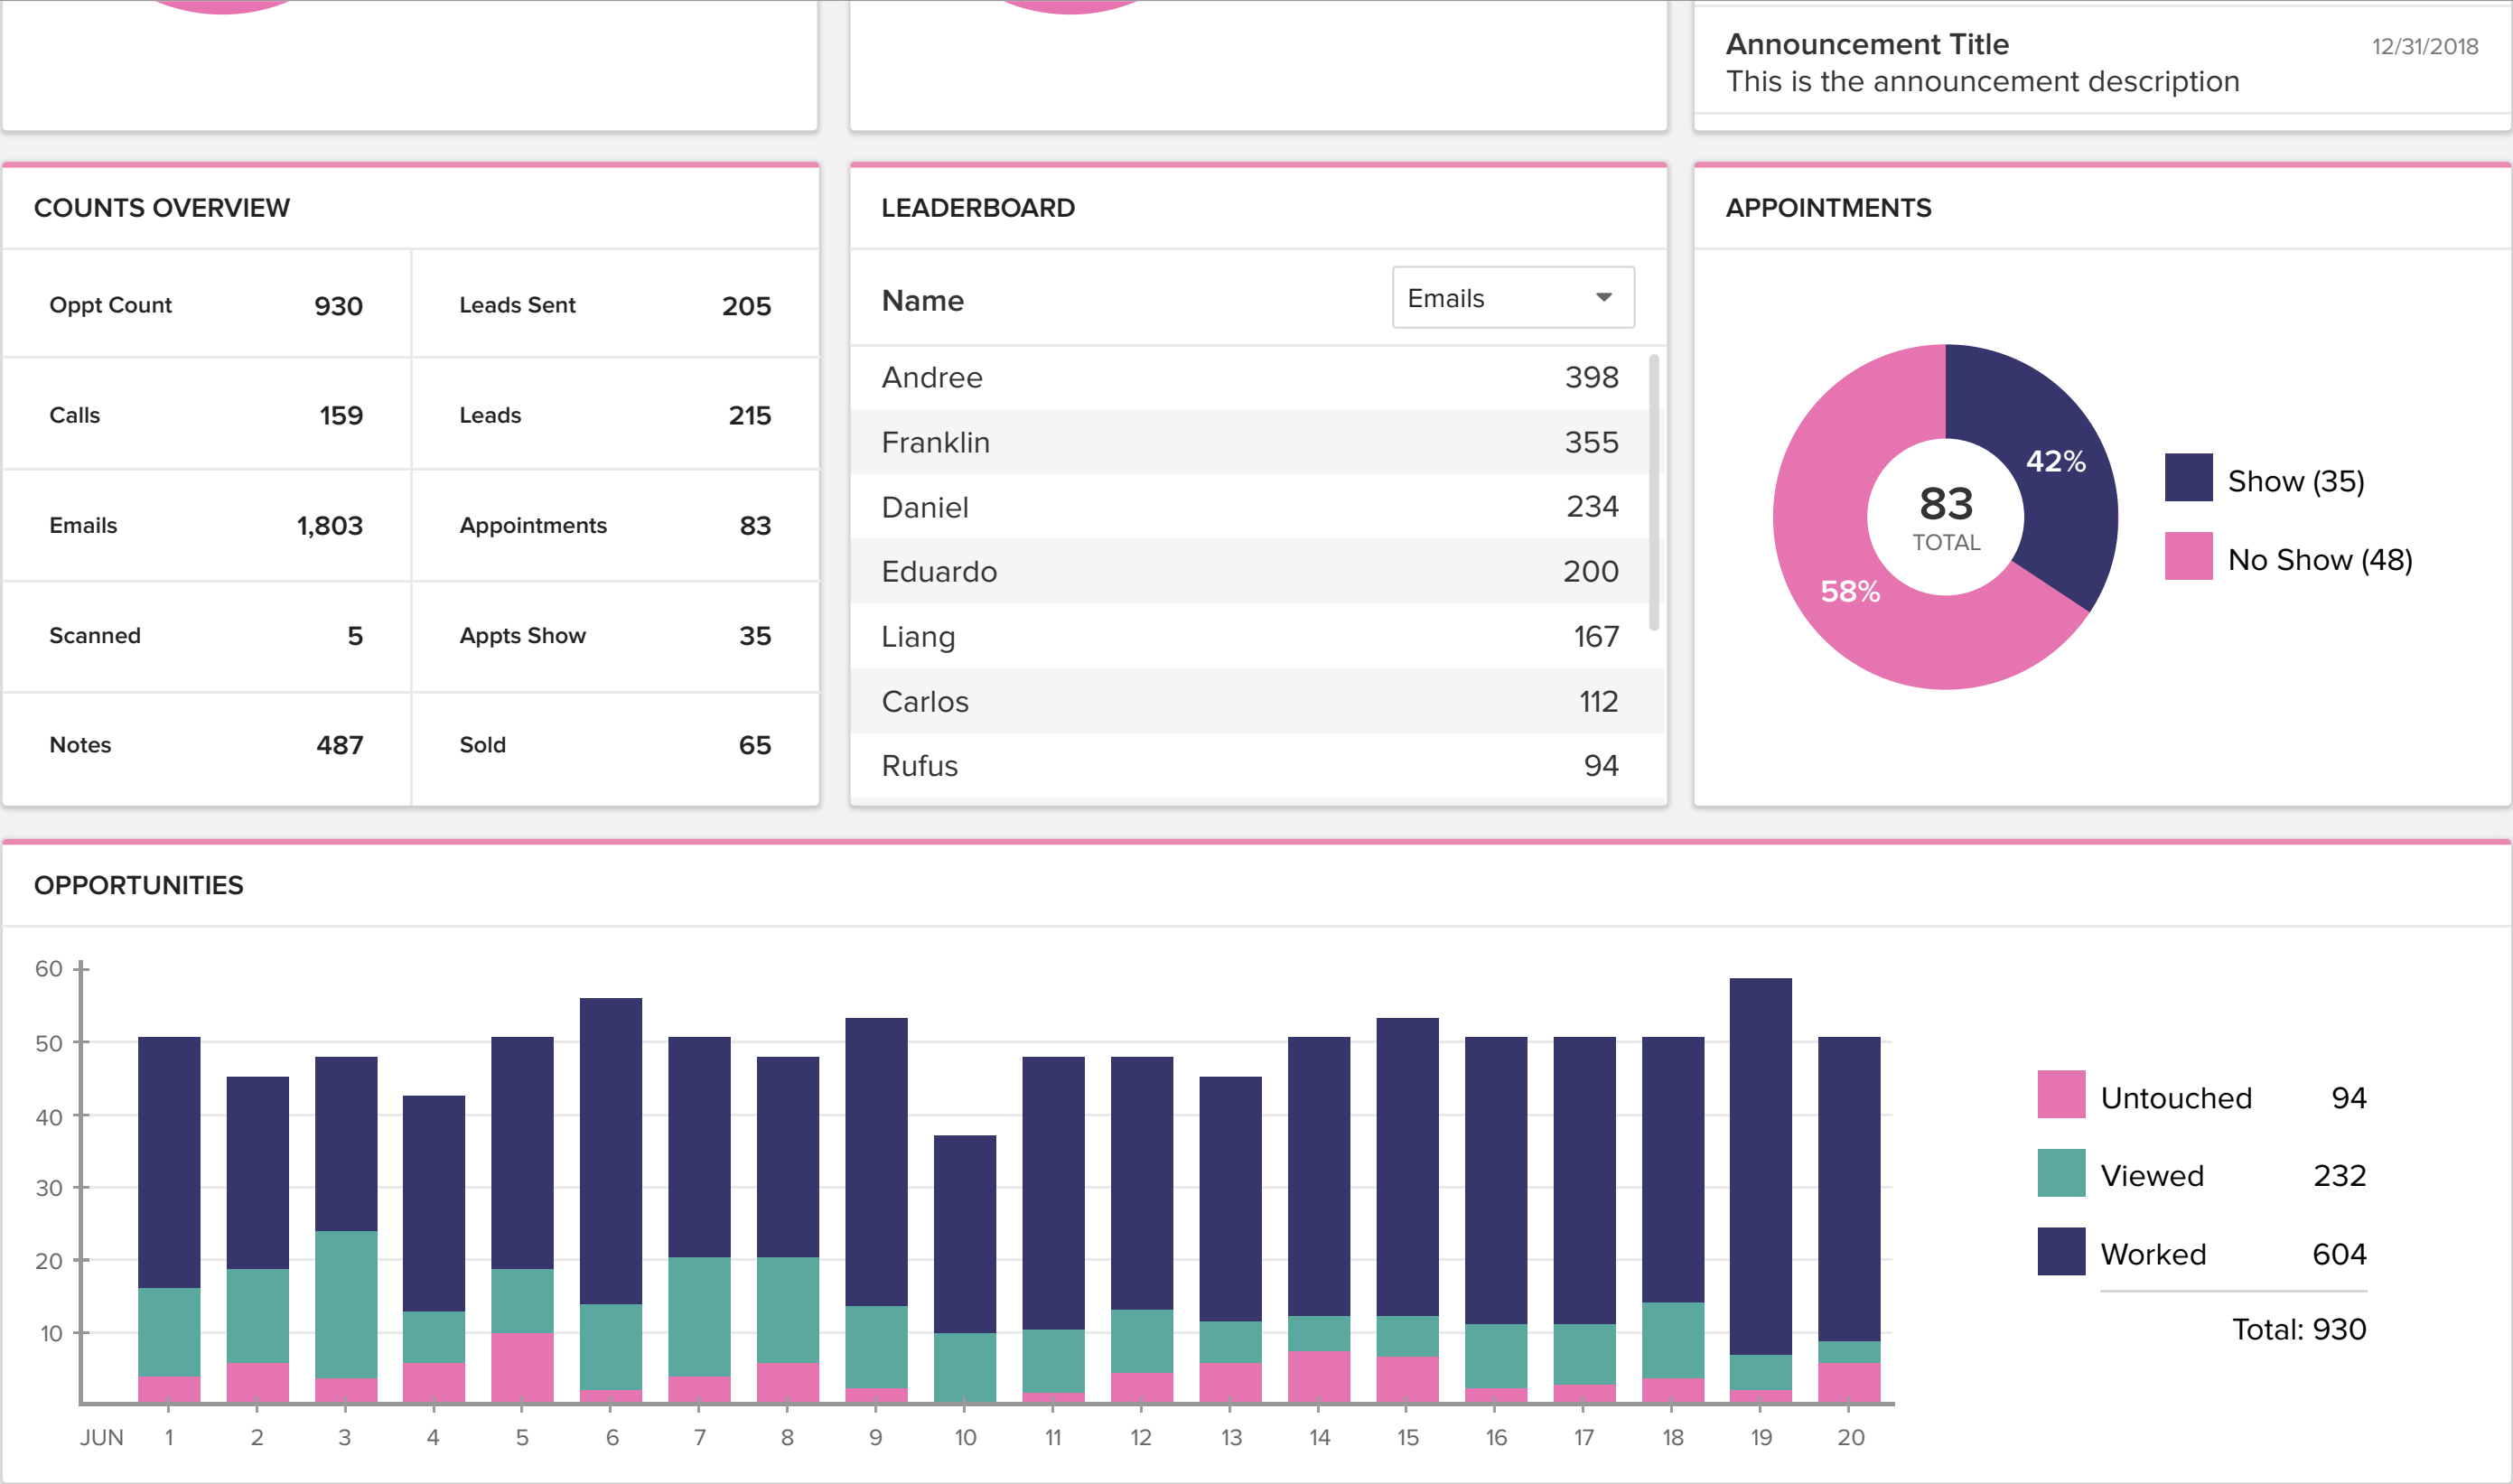 Announcement Title 12/31/2018
This is the announcement description
COUNTS OVERVIEW
Oppt Count 930 Leads Sent 205
Calls 159 Leads 215
Emails 1,803 Appointments 83
Scanned 5 Appts Show 35
Notes 487 Sold 65
LEADERBOARD
Name Emails
Andree 398
Franklin 355
Daniel 234
Eduardo 200
Liang 167
Carlos 112
Rufus 94
APPOINTMENTS
42%
83
TOTAL
58%
Show (35)
No Show (48)
OPPORTUNITIES
60
50
40
30
20
10
JUN 1 2 3 4 5 6 7 8 9 10 11 12 13 14 15 16 17 18 19 20
Untouched 94
Viewed 232
Worked 604
Total: 930